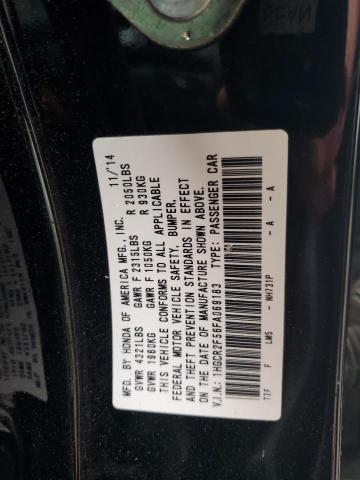 MFD. BY HONDA OF AMERICA MFG., INC. 11/'14
GVWR 4321LBS GAWR F 2315LBS R 2050LBS
GVWR 1960KG GAWR F 1050KG R 930KG
THIS VEHICLE CONFORMS TO ALL APPLICABLE
FEDERAL MOTOR VEHICLE SAFETY, BUMPER,
AND THEFT PREVENTION STANDARDS IN EFFECT
ON THE DATE OF MANUFACTURE SHOWN ABOVE.
V.I.N.: 1HGCR2F56FA069183 TYPE: PASSENGER CAR
T2F F LM5 - NH731P - A - A